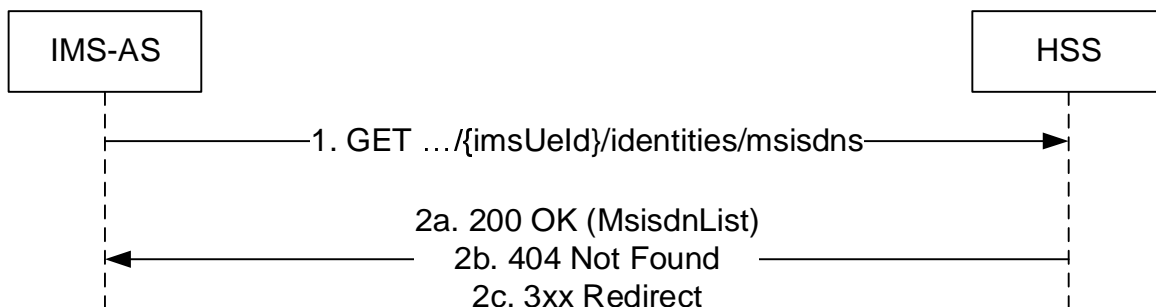 IMS-AS
HSS
1. GET …/{imsUeId}/identities/msisdns
2a. 200 OK (MsisdnList)
2b. 404 Not Found
2c. 3xx Redirect